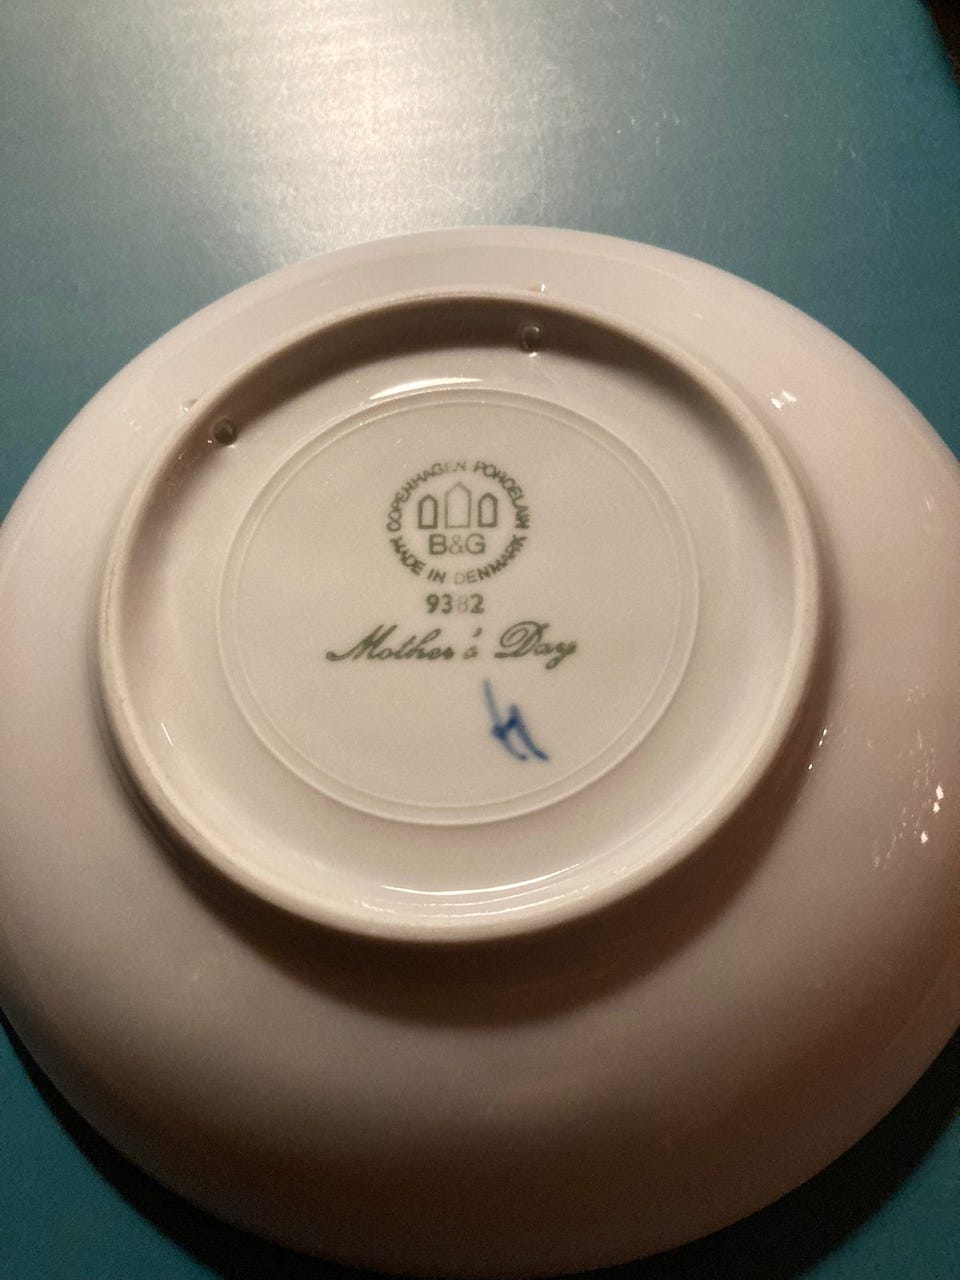 COPENHAGEN PORCELAIN
B&G
MADE IN DENMARK
9382
Mother's Day